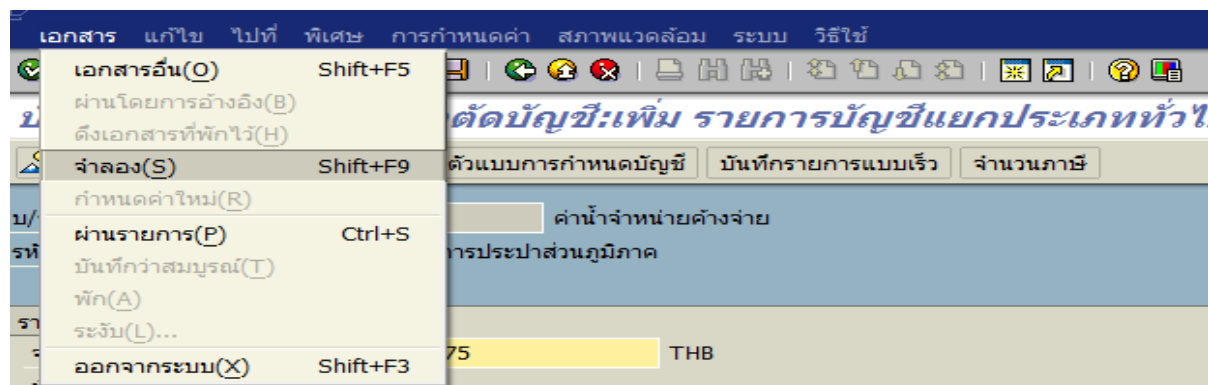 เอกสาร แก้ไข ไปที่ พิเศษ การกำหนดค่า สภาพแวดล้อม ระบบ วิธีใช้
เอกสารอื่น(O) Shift+F5
ผ่านโดยการอ้างอิง(B)
ดึงเอกสารที่พักไว้(H)
ตัดบัญชี:เพิ่ม รายการบัญชีแยกประเภททั่วไ
จำลอง(S) Shift+F9
ตัวแบบการกำหนดบัญชี บันทึกรายการแบบเร็ว จำนวนภาษี
กำหนดค่าใหม่(R)
บ/ ค่าน้ำจำหน่ายค้างจ่าย
ผ่านรายการ(P) Ctrl+S
รหั การประปาส่วนภูมิภาค
บันทึกว่าสมบูรณ์(T)
พัก(A)
รา
ระงับ(L)...
75 THB
ออกจากระบบ(X) Shift+F3